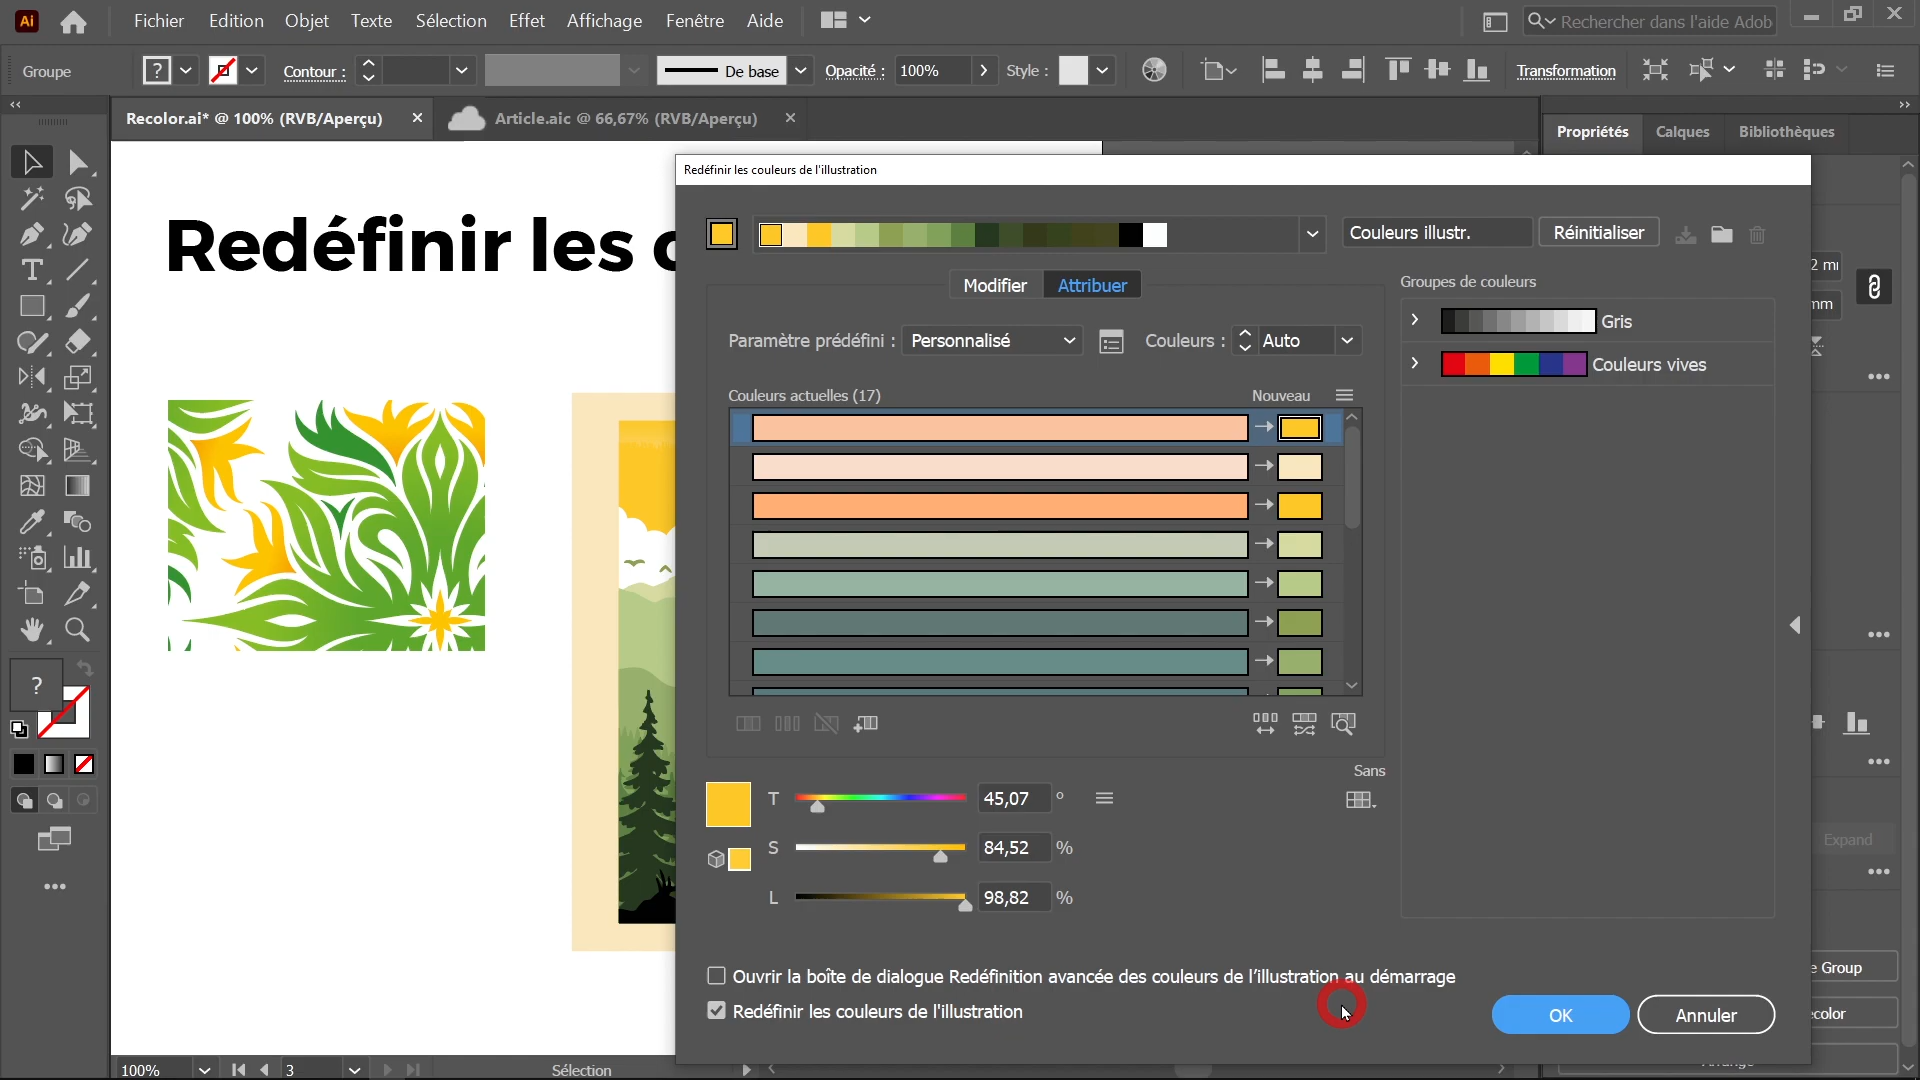 Ai Fichier Edition Objet Texte Sélection Effet Affichage Fenêtre Aide Rechercher dans l'aide Adob
Groupe ? Contour : De base Opacité : 100% Style : Transformation
Recolor.ai* @ 100% (RVB/Aperçu) Article.aic @ 66,67% (RVB/Aperçu) Propriétés Calques Bibliothèques
Redéfinir les couleurs de l'illustration
Redéfinir les
Couleurs illustr. Réinitialiser
2 mm
Modifier Attribuer Groupes de couleurs
mm
Gris
Paramètre prédéfini : Personnalisé Couleurs : Auto
Couleurs vives
Couleurs actuelles (17) Nouveau
?
Sans
T 45,07 °
S 84,52 %
L 98,82 %
Expand
Ouvrir la boîte de dialogue Redéfinition avancée des couleurs de l'illustration au démarrage
Redéfinir les couleurs de l'illustration
e Group
OK Annuler
ecolor
100% 3 Sélection